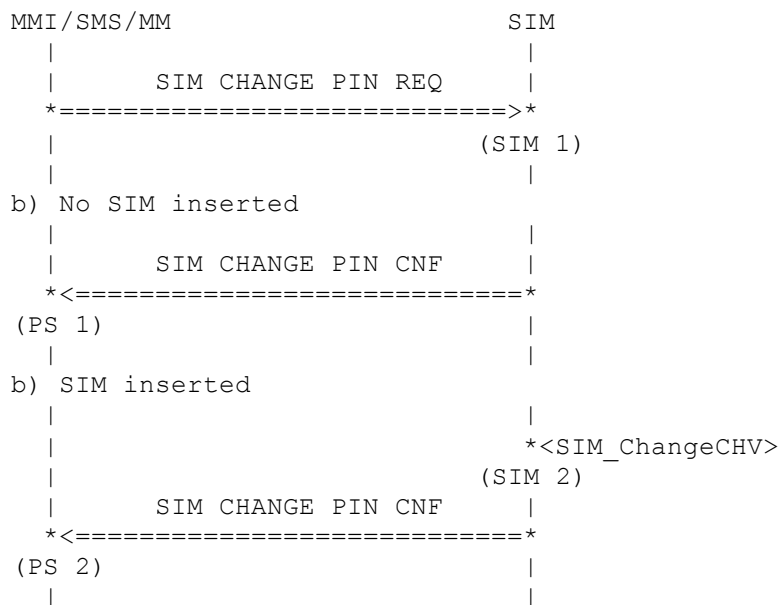 MMI/SMS/MM                     SIM
  |                             |
  |      SIM CHANGE PIN REQ     |
  *============================>*
  |                          (SIM 1)
  |                             |
b) No SIM inserted
  |                             |
  |      SIM CHANGE PIN CNF     |
  *<============================*
(PS 1)                          |
  |                             |
b) SIM inserted
  |                             |
  |                             *<SIM_ChangeCHV>
  |                          (SIM 2)
  |      SIM CHANGE PIN CNF     |
  *<============================*
(PS 2)                          |
  |                             |